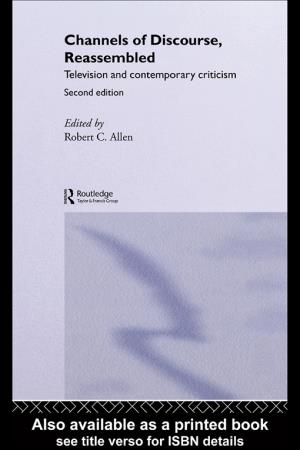 Channels of Discourse,
Reassembled
Television and contemporary criticism
Second edition
Edited by
Robert C. Allen
Routledge
Taylor & Francis Group
Also available as a printed book
see title verso for ISBN details